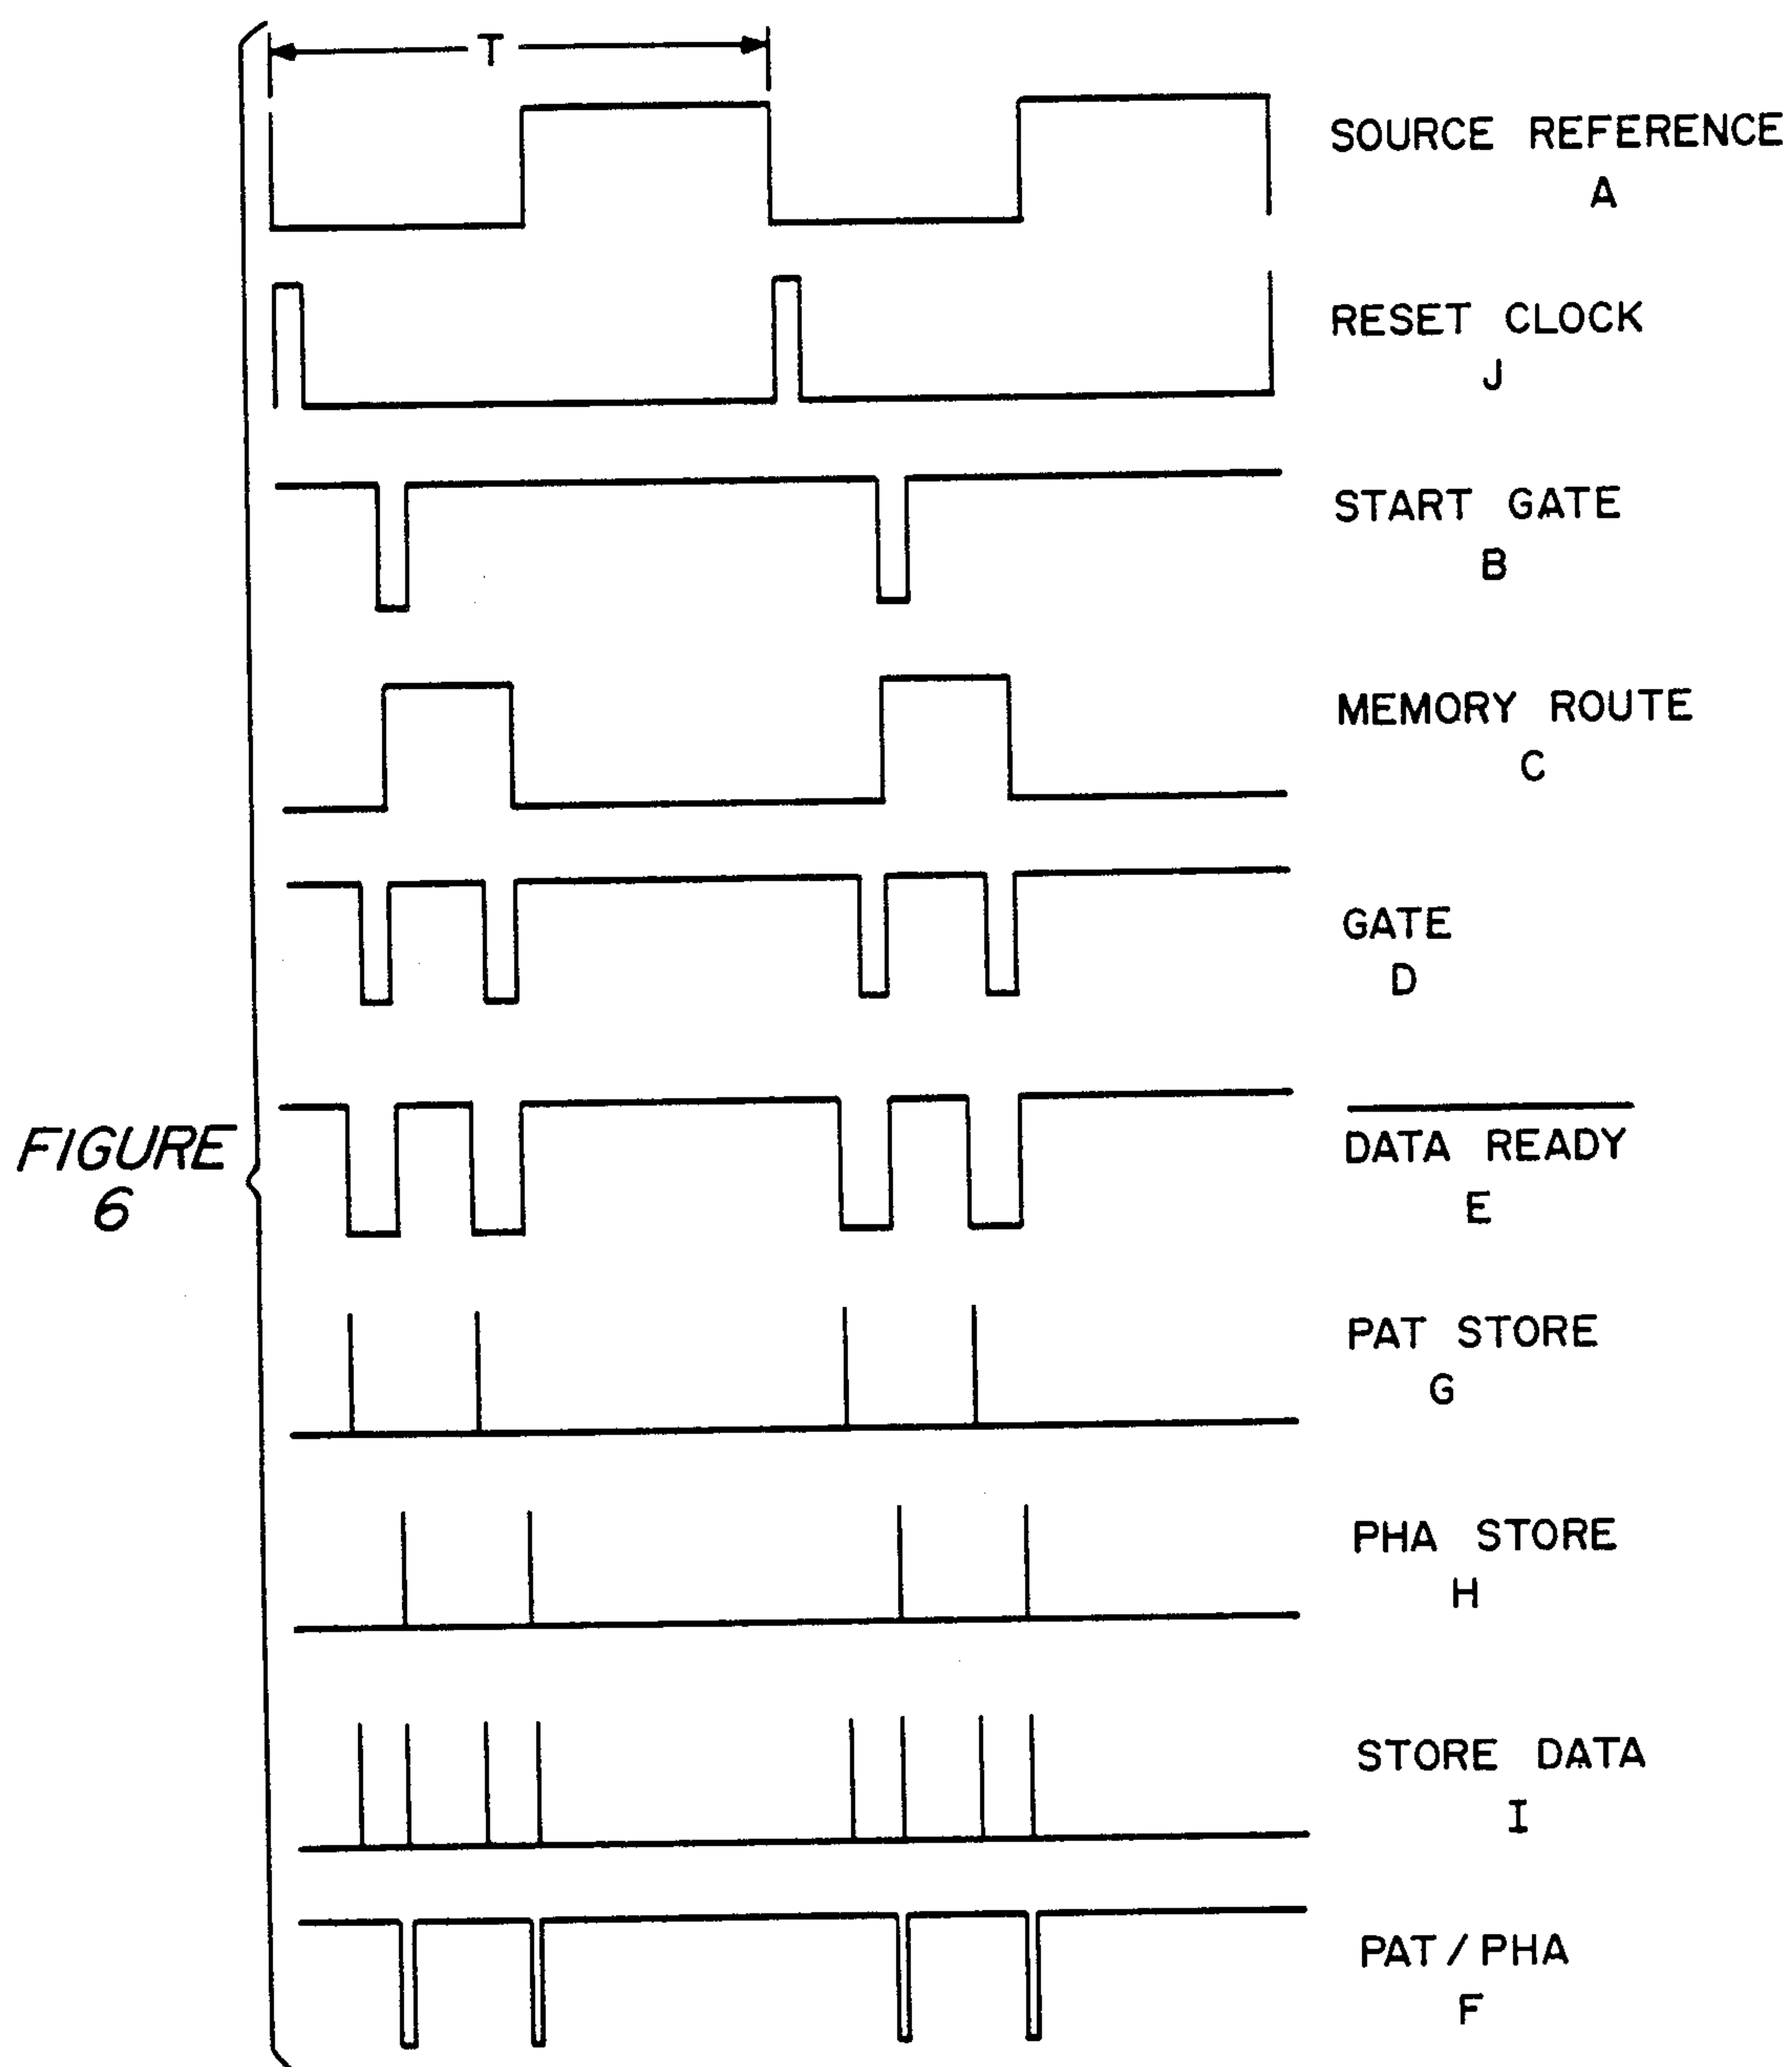 T
SOURCE REFERENCE
A
RESET CLOCK
J
START GATE
B
MEMORY ROUTE
C
GATE
D
FIGURE
6
DATA READY
E
PAT STORE
G
PHA STORE
H
STORE DATA
I
PAT/PHA
F